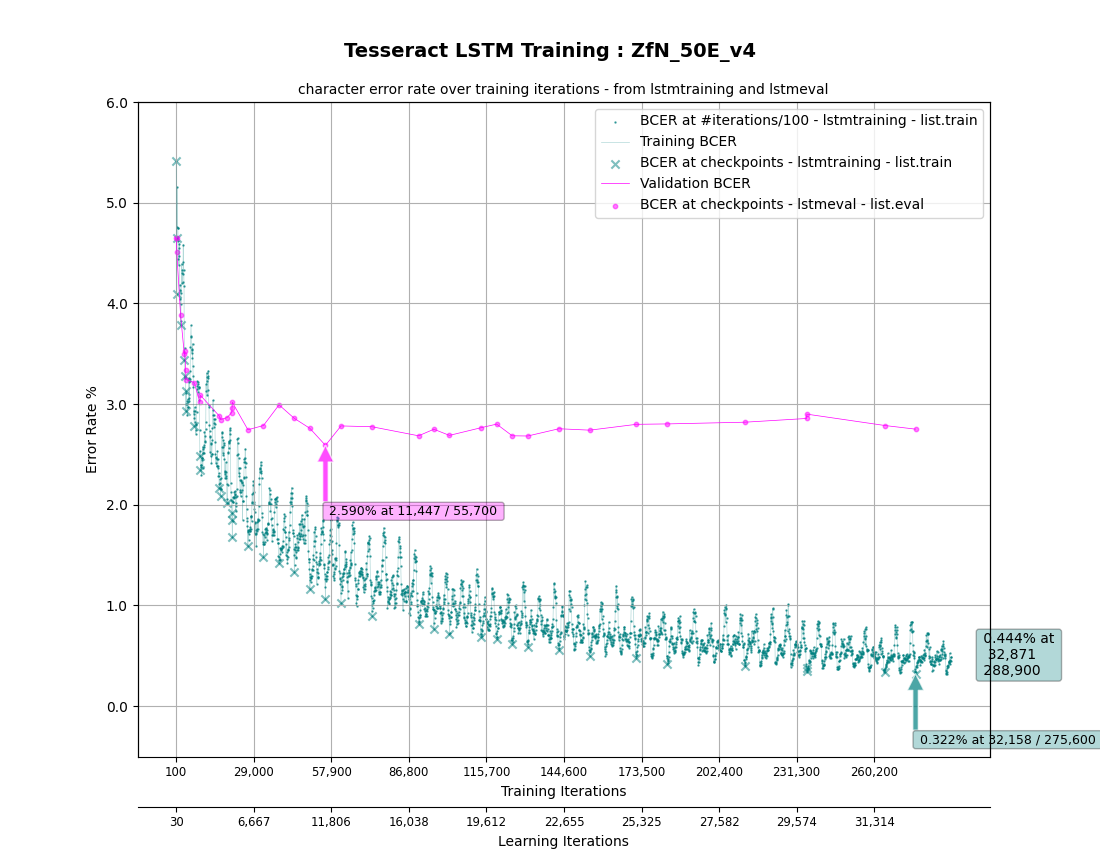 Tesseract LSTM Training : ZfN_50E_v4
character error rate over training iterations - from lstmtraining and lstmeval
BCER at #iterations/100 - lstmtraining - list.train
Training BCER
BCER at checkpoints - lstmtraining - list.train
Validation BCER
BCER at checkpoints - lstmeval - list.eval
Error Rate %
6.0
5.0
4.0
3.0
2.0
1.0
0.0
2.590% at 11,447 / 55,700
0.444% at
32,871
288,900
0.322% at 32,158 / 275,600
100 29,000 57,900 86,800 115,700 144,600 173,500 202,400 231,300 260,200
Training Iterations
30 6,667 11,806 16,038 19,612 22,655 25,325 27,582 29,574 31,314
Learning Iterations